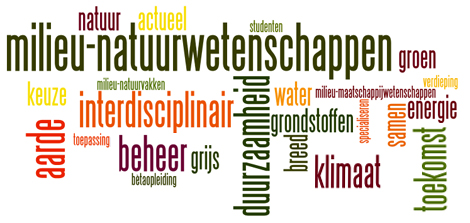 natuur
actueel
studenten
milieu-natuurwetenschappen
groen
keuze
milieu-natuurvakken
duurzaamheid
water
milieu-maatschappijwetenschappen
verdieping
interdisciplinair
grondstoffen
specialiseren
samen
energie
aarde
toepassing
beheer
grijs
breed
klimaat
toekomst
betaopleiding